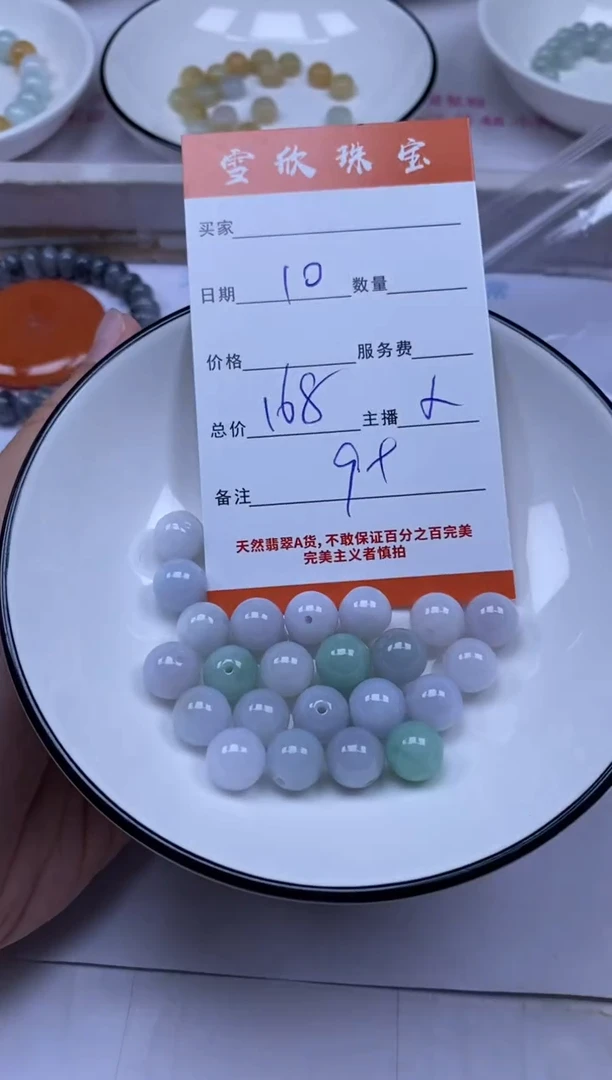 雪欣珠宝
买家
日期 10 数量
价格 服务费
总价 168 主播
备注
天然翡翠A货,不敢保证百分之百完美
完美主义者慎拍